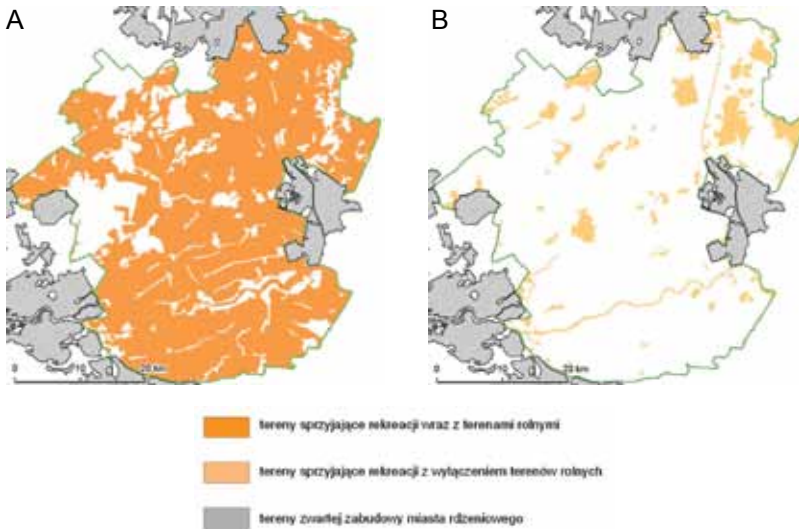 A
B
0 10 20 km
0 10 20 km
tereny sprzyjające rekreacji wraz z terenami rolnymi
tereny sprzyjające rekreacji z wyłączeniem terenów rolnych
tereny zwartej zabudowy miasta rdzeniowego